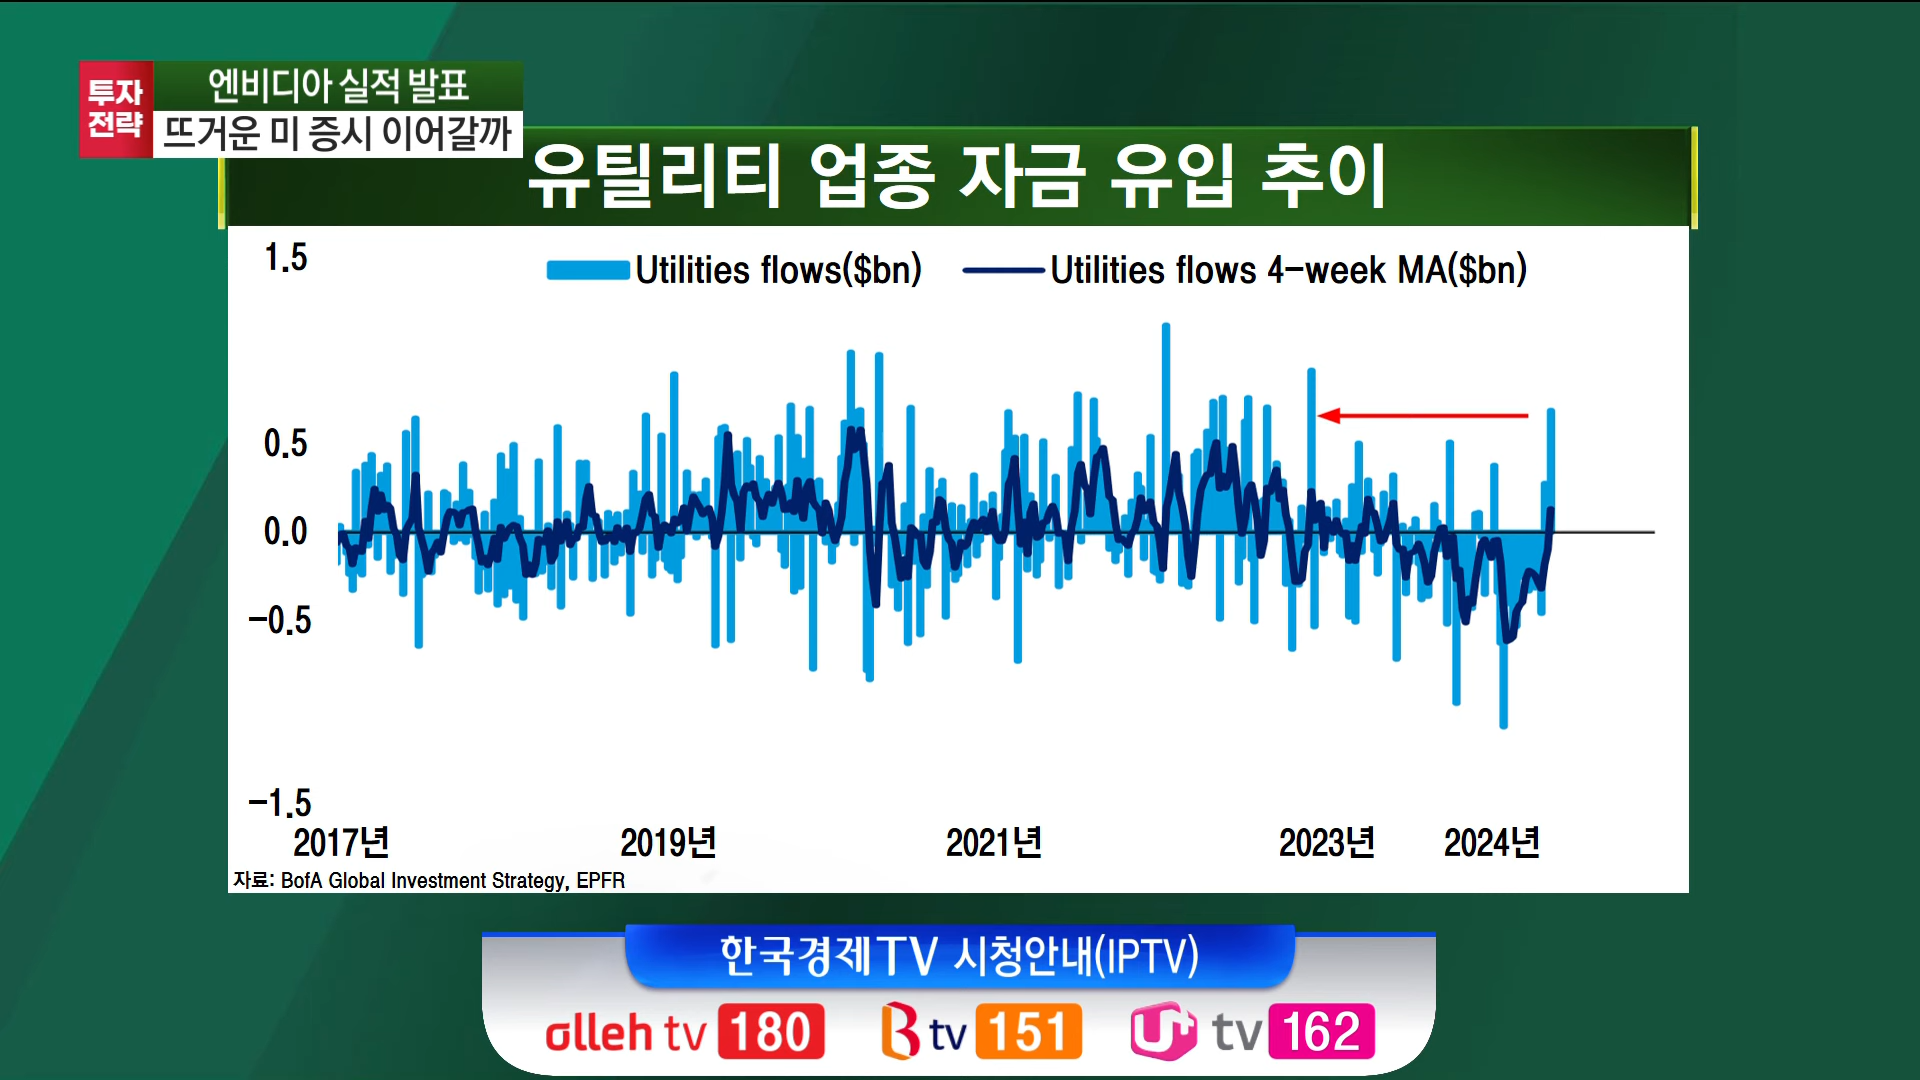 투자
전략
엔비디아 실적 발표
뜨거운 미 증시 이어갈까
유틸리티 업종 자금 유입 추이
Utilities flows($bn)
Utilities flows 4-week MA($bn)
1.5
0.5
0.0
-0.5
-1.5
2017년 2019년 2021년 2023년 2024년
자료: BofA Global Investment Strategy, EPFR
한국경제TV 시청안내(IPTV)
olleh tv 180 B tv 151 U+ tv 162